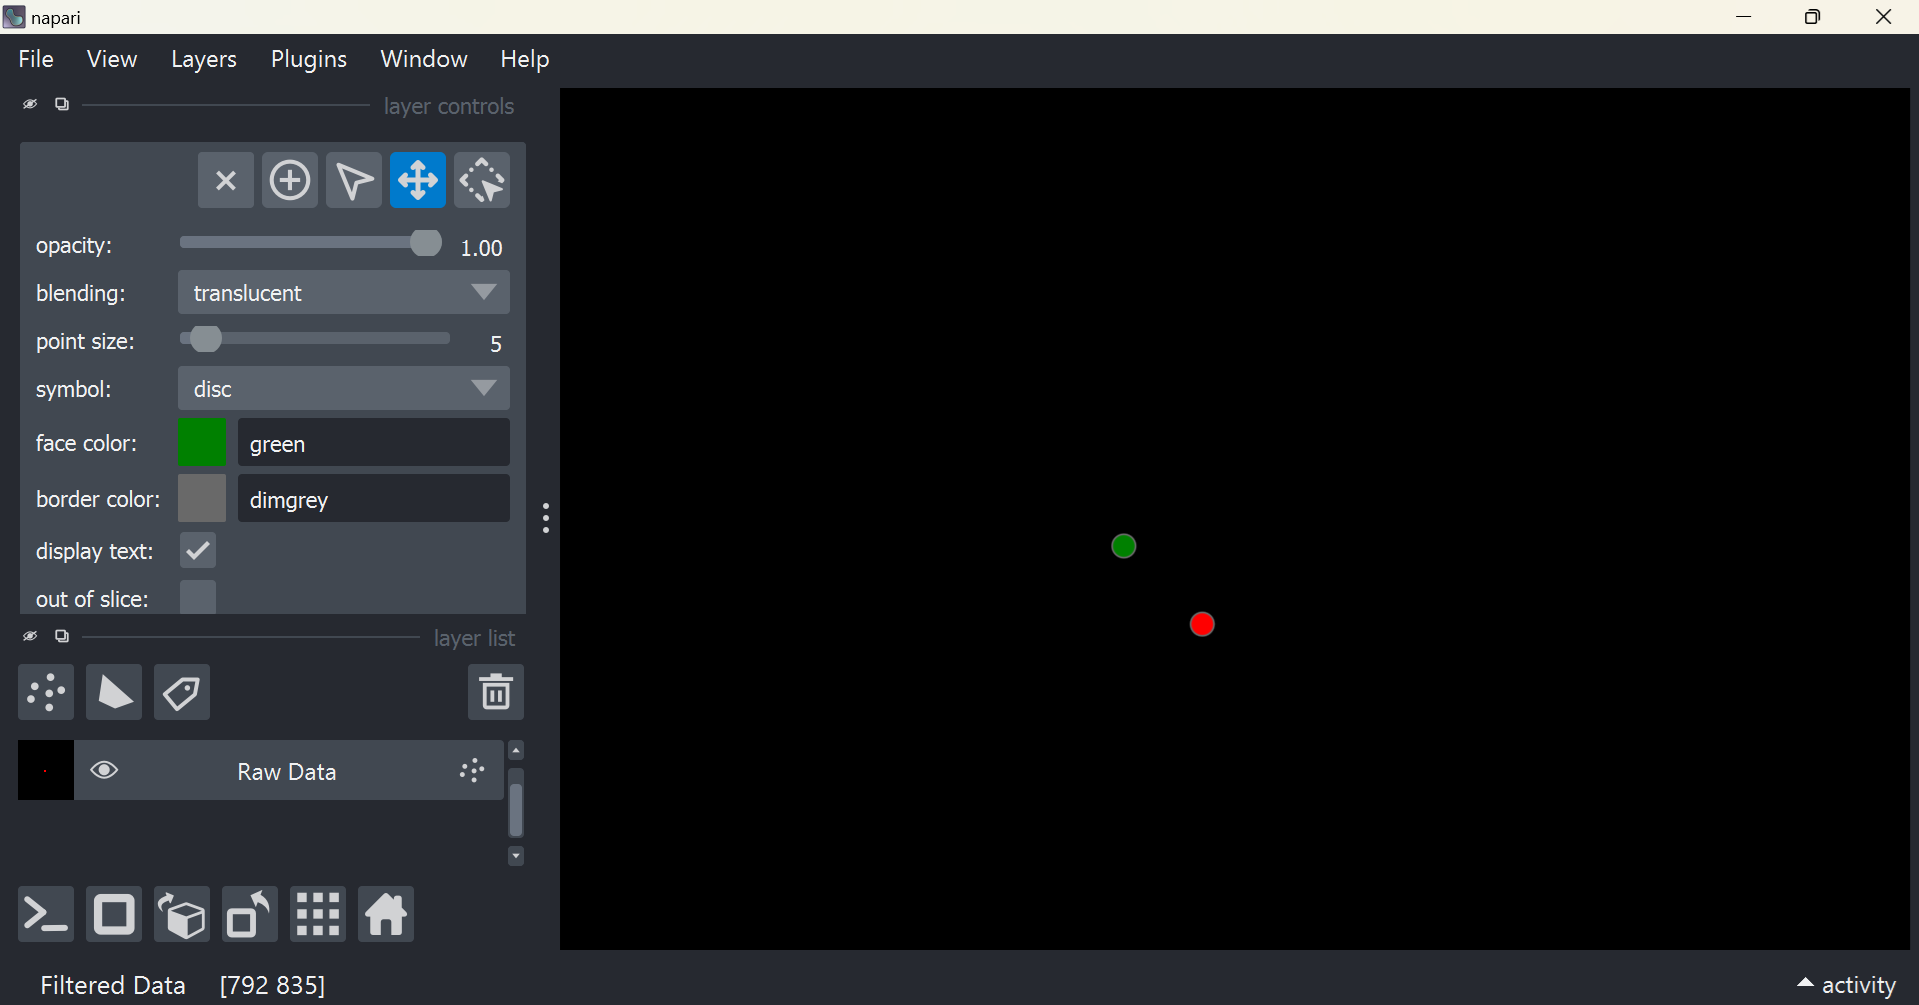 napari
File View Layers Plugins Window Help
layer controls
opacity: 1.00
blending: translucent
point size: 5
symbol: disc
face color: green
border color: dimgrey
display text:
out of slice:
layer list
Raw Data
Filtered Data [792 835]
activity